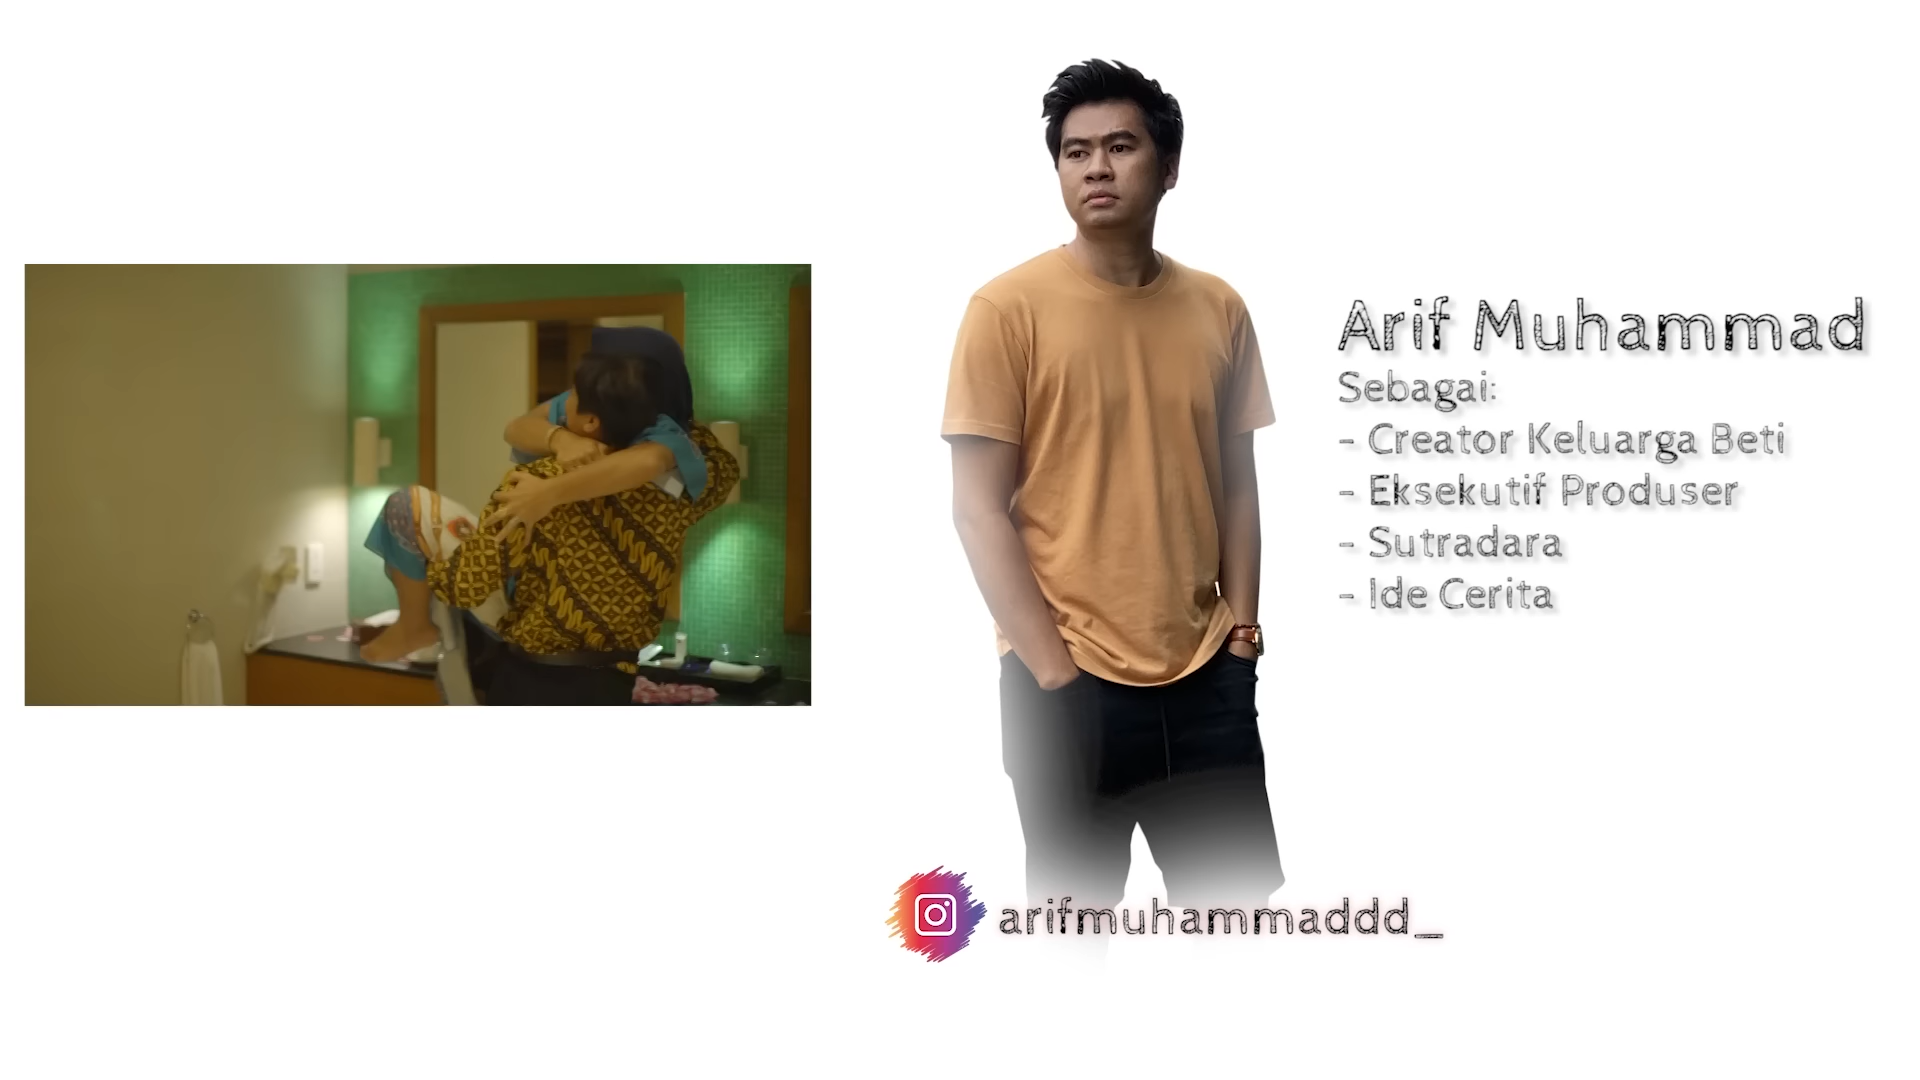 Arif Muhammad
Sebagai:
- Creator Keluarga Beti
- Eksekutif Produser
- Sutradara
- Ide Cerita
arifmuhammaddd_